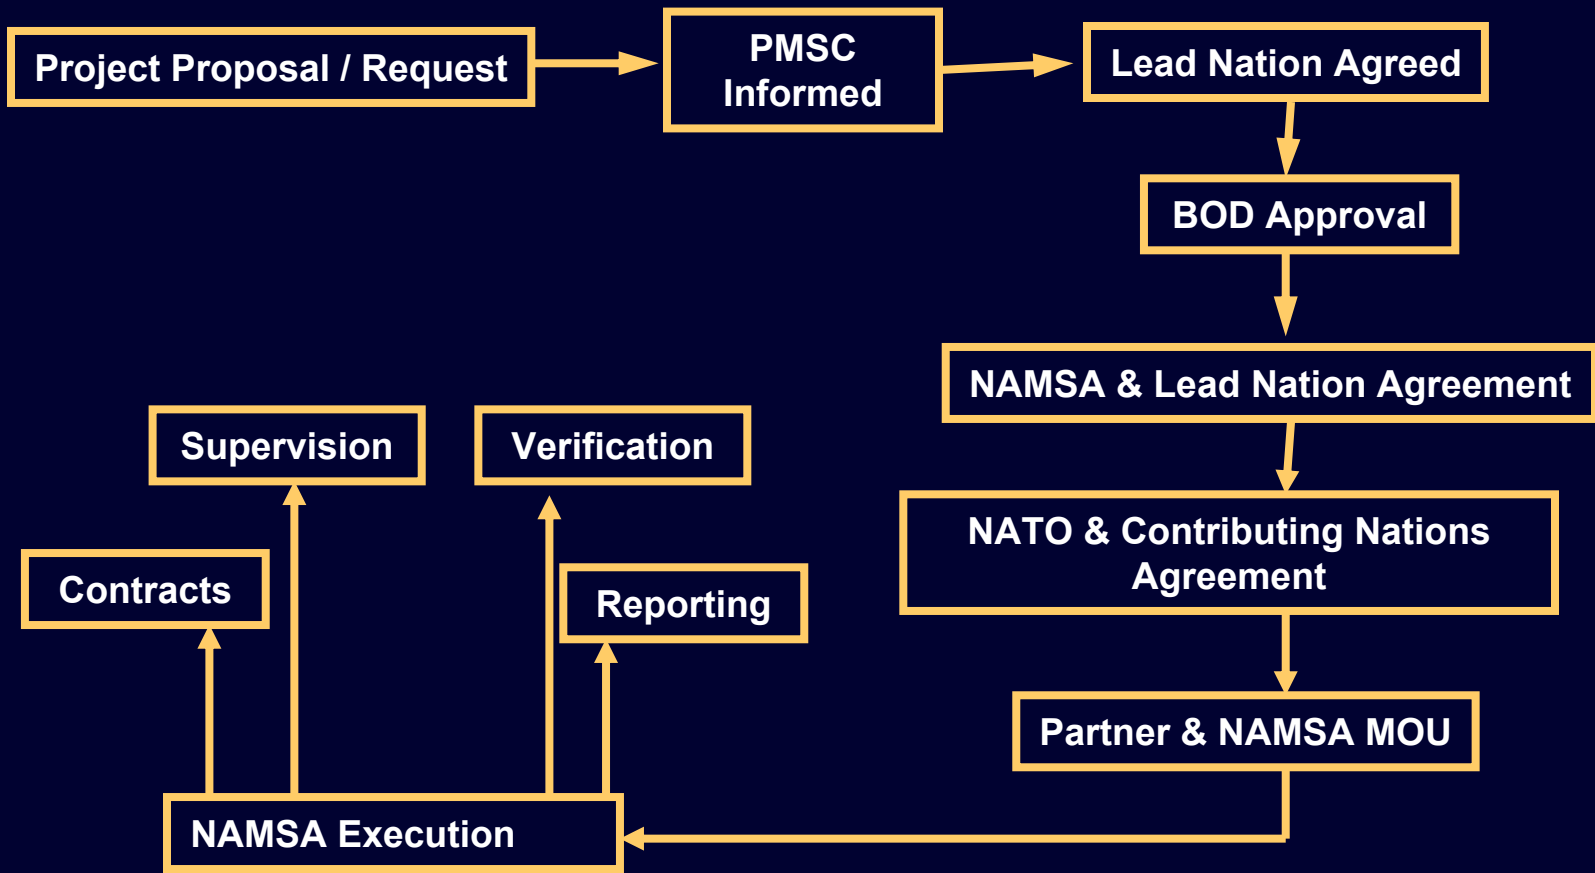 Project Proposal / Request
PMSC
Informed
Lead Nation Agreed
BOD Approval
NAMSA & Lead Nation Agreement
NATO & Contributing Nations
Agreement
Partner & NAMSA MOU
NAMSA Execution
Contracts
Supervision
Verification
Reporting